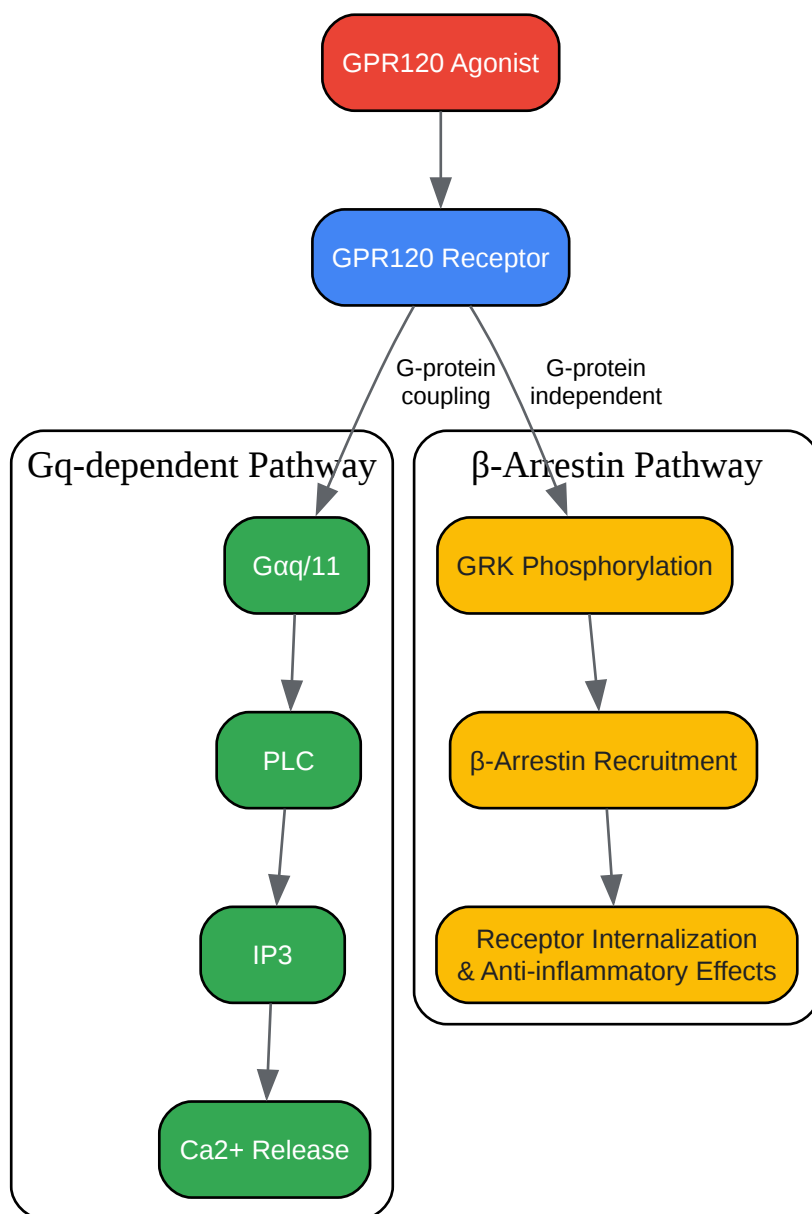 GPR120 Agonist
GPR120 Receptor
G-protein
coupling
G-protein
independent
Gq-dependent Pathway
β-Arrestin Pathway
Gαq/11
GRK Phosphorylation
PLC
β-Arrestin Recruitment
IP3
Receptor Internalization
& Anti-inflammatory Effects
Ca2+ Release